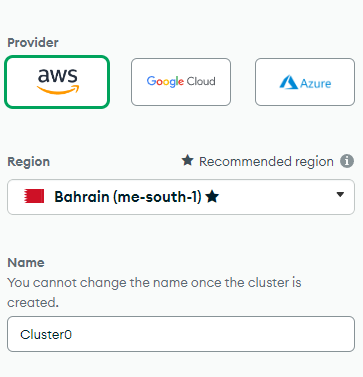 Provider
aws
Google Cloud
Azure
Region
★ Recommended region i
Bahrain (me-south-1) ★
Name
You cannot change the name once the cluster is
created.
Cluster0